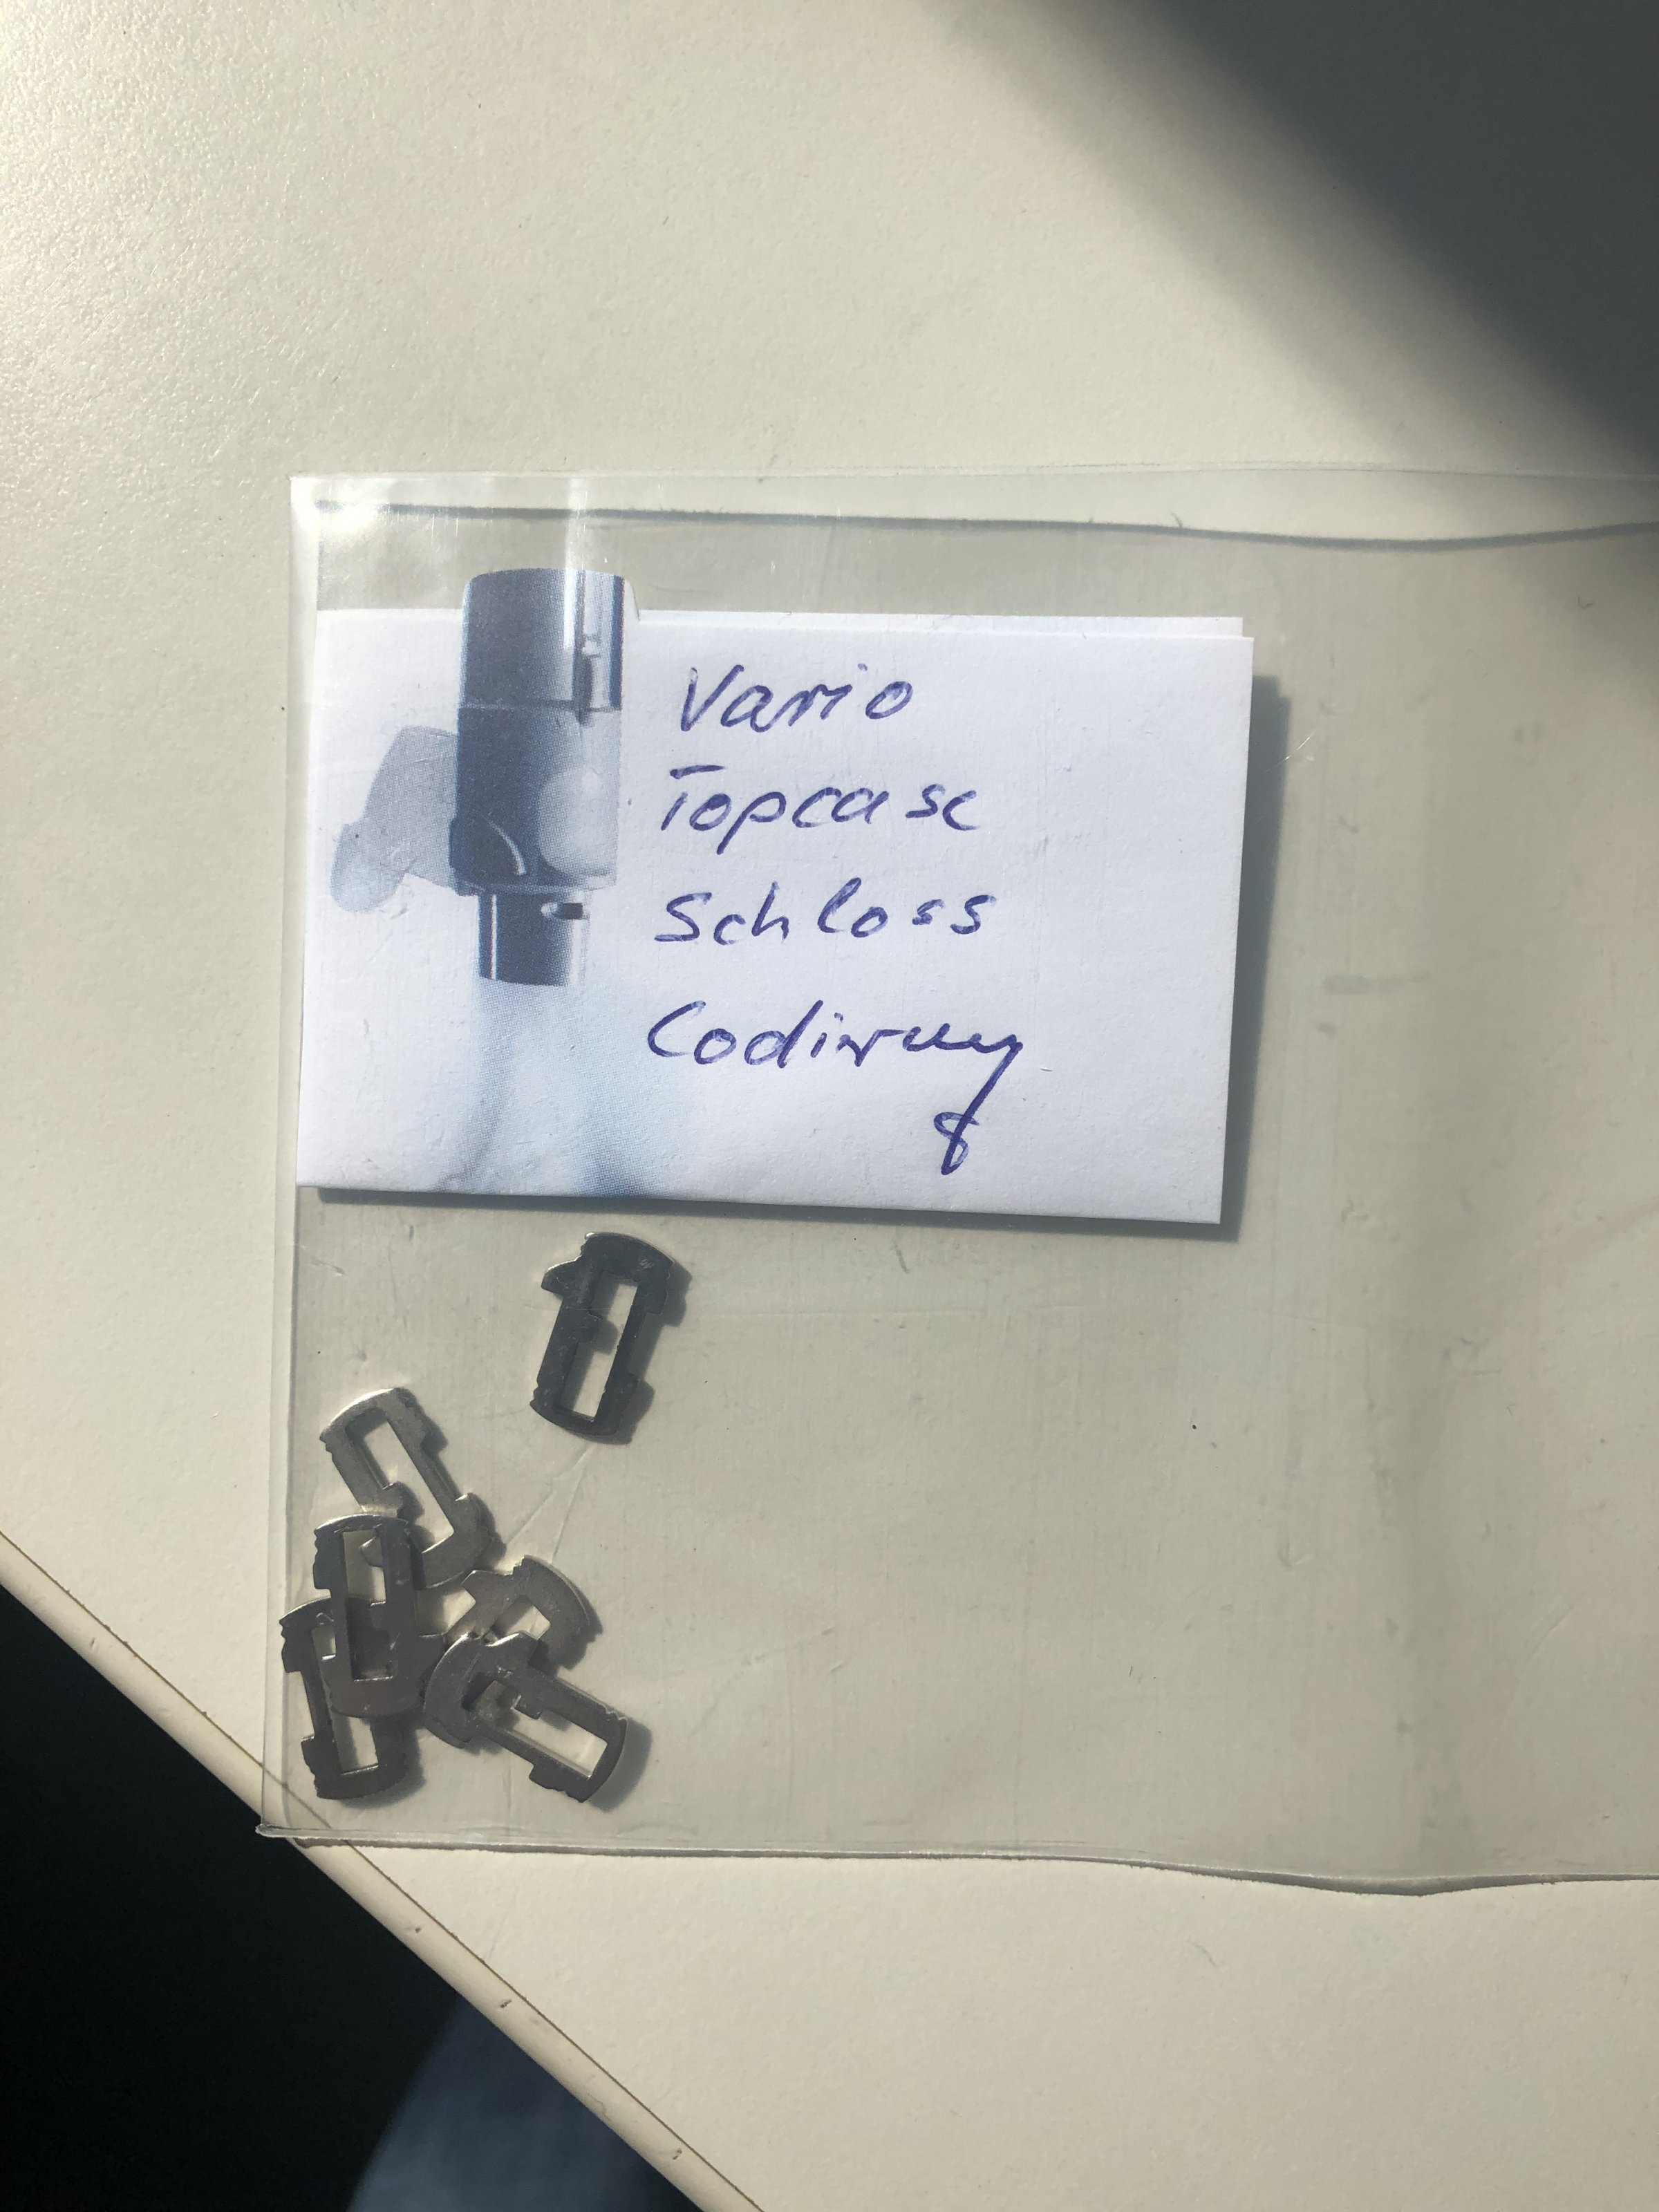 Vario
Topcase
Schloss
Codierung